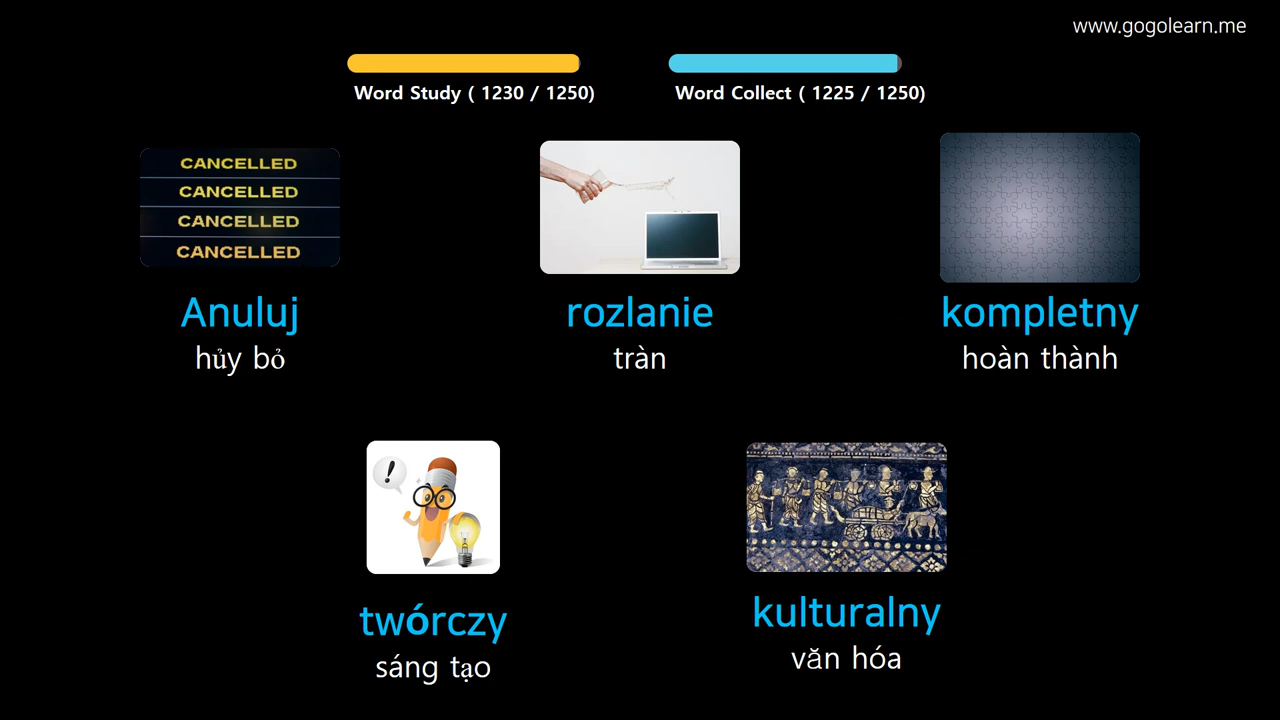 www.gogolearn.me
Word Study ( 1230 / 1250)
Word Collect ( 1225 / 1250)
CANCELLED
CANCELLED
CANCELLED
CANCELLED
Anuluj
hủy bỏ
rozlanie
tràn
kompletny
hoàn thành
!
twórczy
sáng tạo
kulturalny
văn hóa